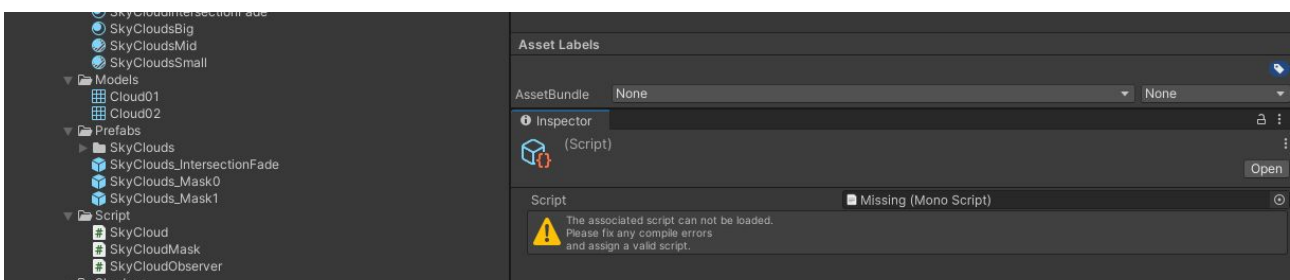 SkyCloudIntersectionFade
SkyCloudsBig
SkyCloudsMid
SkyCloudsSmall
Models
Cloud01
Cloud02
Prefabs
SkyClouds
SkyClouds_IntersectionFade
SkyClouds_Mask0
SkyClouds_Mask1
Script
SkyCloud
SkyCloudMask
SkyCloudObserver
Asset Labels
AssetBundle None None
Inspector
(Script)
Open
Script Missing (Mono Script)
The associated script can not be loaded.
Please fix any compile errors
and assign a valid script.